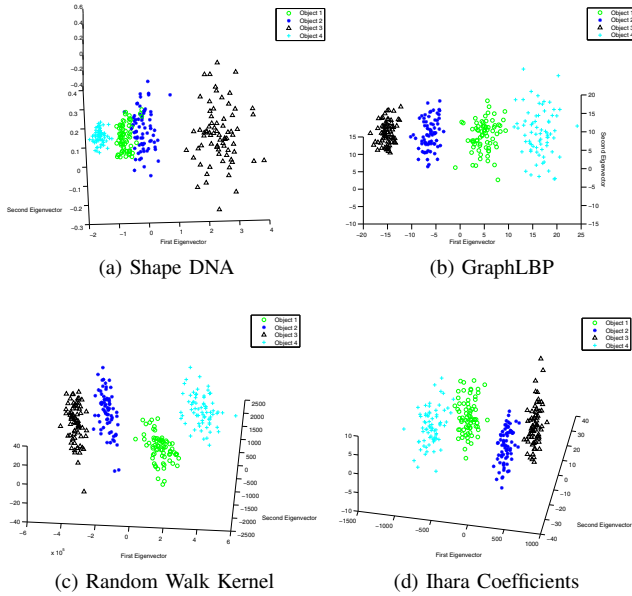 Object 1
Object 2
Object 3
Object 4
0.6
0.5
0.4
0.3
0.2
0.1
0
−0.1
−0.2
−0.3
−0.4
0.4
0.3
0.2
0.1
0
−0.1
−0.2
−0.3
Second Eigenvector
−2 −1 0 1 2 3 4
First Eigenvector
(a) Shape DNA
Object 1
Object 2
Object 3
Object 4
20
15
10
5
0
−5
−10
−15
Second Eigenvector
15
10
5
0
−5
−10
−20 −15 −10 −5 0 5 10 15 20 25
First Eigenvector
(b) GraphLBP
Object 1
Object 2
Object 3
Object 4
2500
2000
1500
1000
500
0
−500
−1000
−1500
−2000
−2500
Second Eigenvector
40
20
0
−20
−40
−6 −4 −2 0 2 4 6
First Eigenvector
(c) Random Walk Kernel
Object 1
Object 2
Object 3
Object 4
40
30
20
10
0
−10
−20
−30
−40
Second Eigenvector
10
5
0
−5
−10
−1500 −1000 −500 0 500 1000
First Eigenvector
(d) Ihara Coefficients